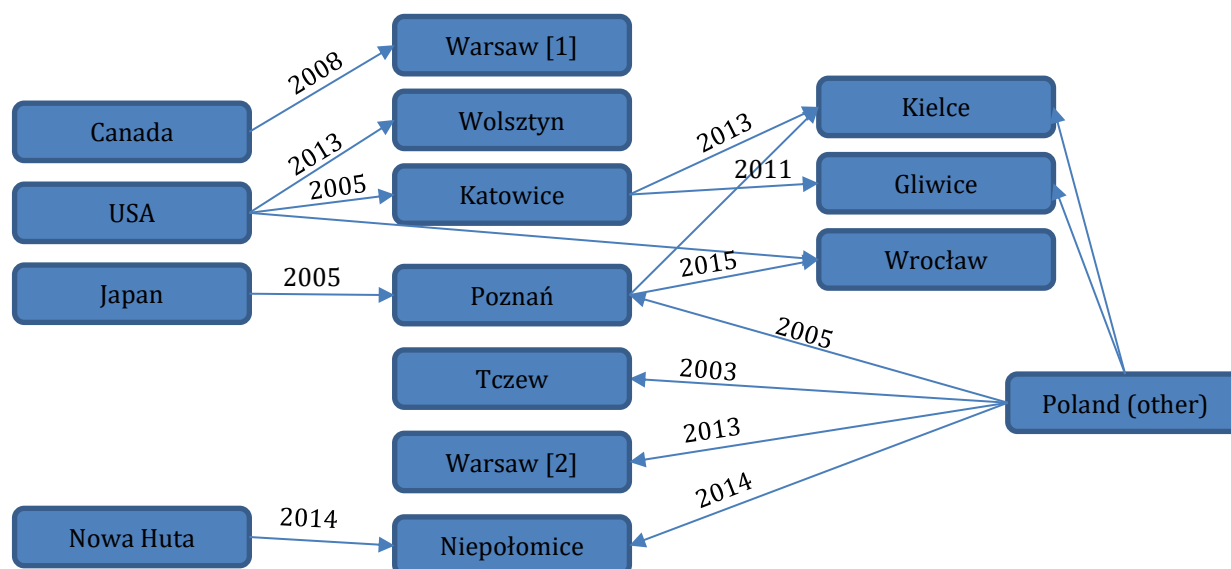 Warsaw [1]
2008
Kielce
Canada
Wolsztyn
2013
2013
2005
Katowice
2011
Gliwice
USA
Wrocław
2015
Japan
2005
Poznań
2005
Tczew
2003
Poland (other)
2013
Warsaw [2]
2014
Nowa Huta
2014
Niepołomice